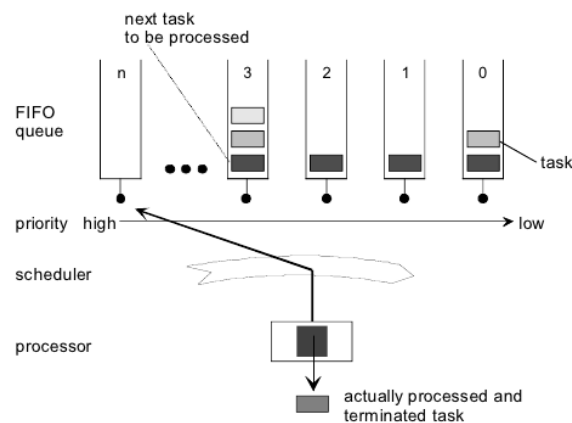 next task
to be processed
n
3
2
1
0
FIFO
queue
task
priority high low
scheduler
processor
actually processed and
terminated task